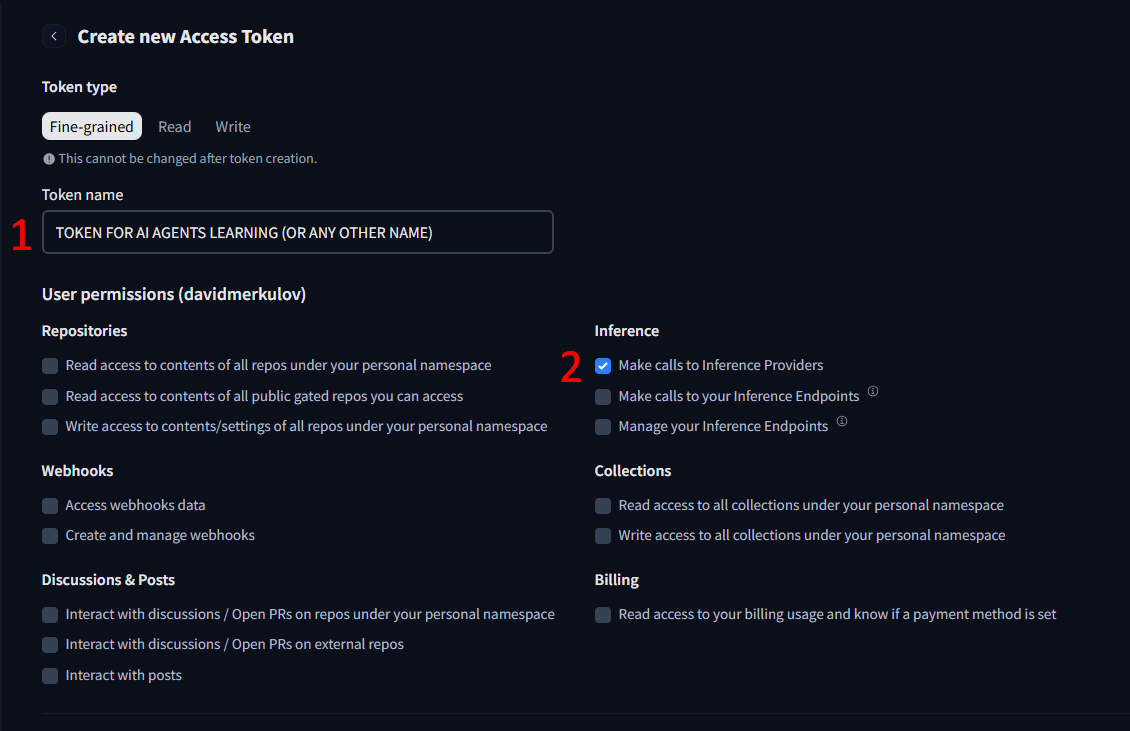 Create new Access Token
Token type
Fine-grained Read Write
This cannot be changed after token creation.
Token name
1 TOKEN FOR AI AGENTS LEARNING (OR ANY OTHER NAME)
User permissions (davidmerkulov)
Repositories
Read access to contents of all repos under your personal namespace
Read access to contents of all public gated repos you can access
Write access to contents/settings of all repos under your personal namespace
Inference
2 Make calls to Inference Providers
Make calls to your Inference Endpoints
Manage your Inference Endpoints
Webhooks
Access webhooks data
Create and manage webhooks
Collections
Read access to all collections under your personal namespace
Write access to all collections under your personal namespace
Discussions & Posts
Interact with discussions / Open PRs on repos under your personal namespace
Interact with discussions / Open PRs on external repos
Interact with posts
Billing
Read access to your billing usage and know if a payment method is set